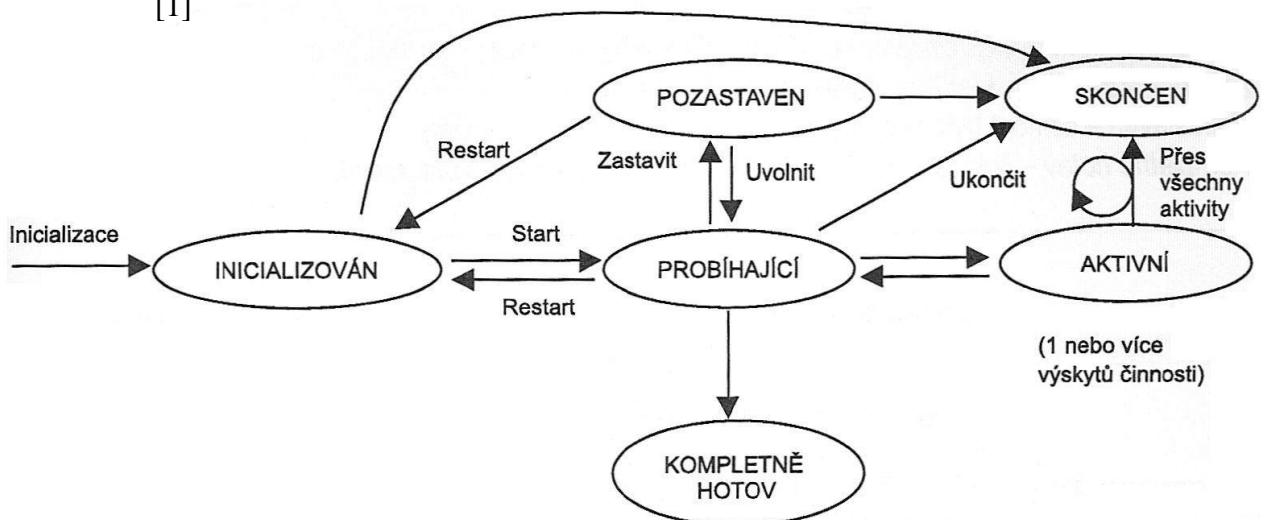 [1]
POZASTAVEN
SKONČEN
Restart
Zastavit
Uvolnit
Ukončit
Přes
všechny
aktivity
Inicializace
INICIALIZOVÁN
Start
Restart
PROBÍHAJÍCÍ
AKTIVNÍ
(1 nebo více
výskytů činnosti)
KOMPLETNĚ
HOTOV